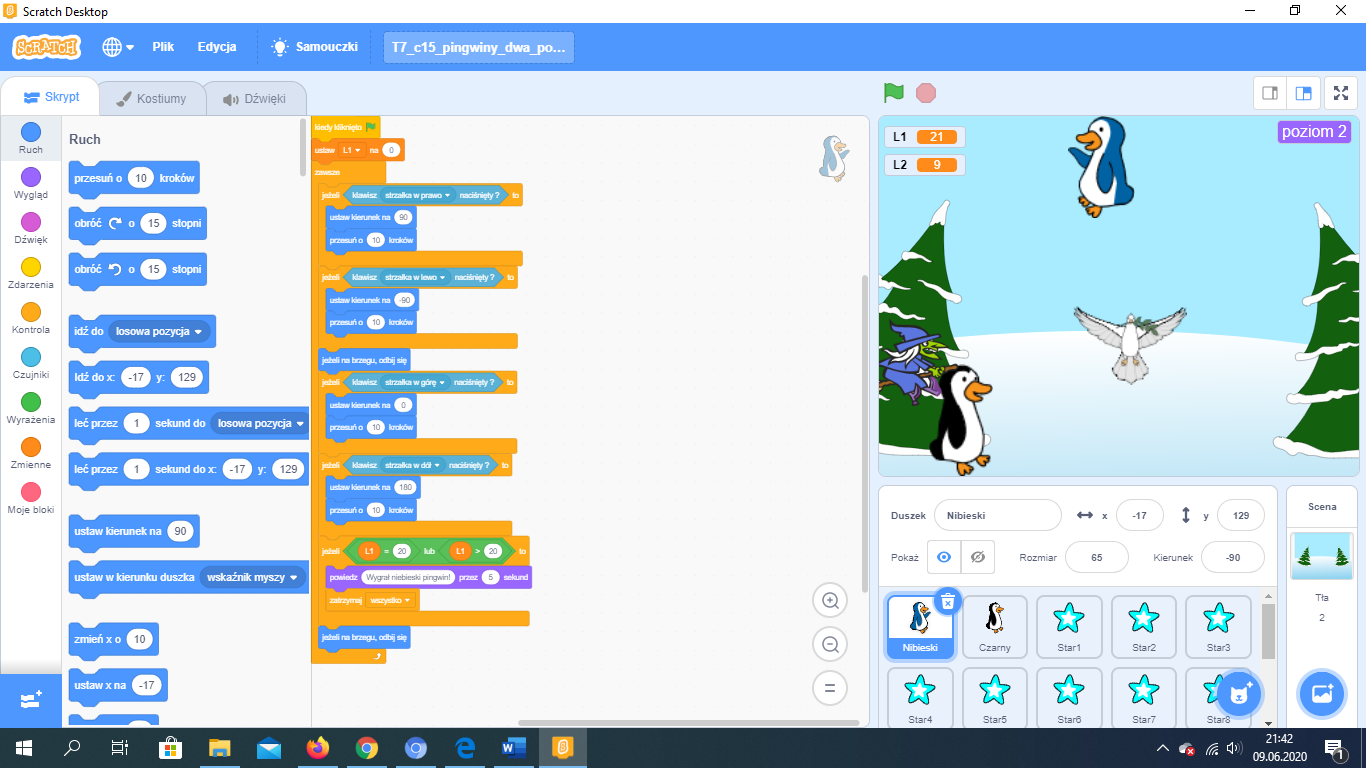 Scratch Desktop
SCRATCH Plik Edycja Samouczki T7_c15_pingwiny_dwa_po...
Skrypt Kostiumy Dźwięki
Ruch
Wygląd
Dźwięk
Zdarzenia
Kontrola
Czujniki
Wyrażenia
Zmienne
Moje bloki
Ruch
przesuń o 10 kroków
obróć o 15 stopni
obróć o 15 stopni
idź do losowa pozycja
Idź do x: -17 y: 129
leć przez 1 sekund do losowa pozycja
leć przez 1 sekund do x: -17 y: 129
ustaw kierunek na 90
ustaw w kierunku duszka wskaźnik myszy
zmień x o 10
ustaw x na -17
kiedy kliknięto
ustaw L1 na 0
zawsze
jeżeli klawisz strzałka w prawo naciśnięty ? to
ustaw kierunek na 90
przesuń o 10 kroków
jeżeli klawisz strzałka w lewo naciśnięty ? to
ustaw kierunek na -90
przesuń o 10 kroków
jeżeli na brzegu, odbij się
jeżeli klawisz strzałka w górę naciśnięty ? to
ustaw kierunek na 0
przesuń o 10 kroków
jeżeli klawisz strzałka w dół naciśnięty ? to
ustaw kierunek na 180
przesuń o 10 kroków
jeżeli L1 = 20 lub L1 > 20 to
powiedz Wygrał niebieski pingwin! przez 5 sekund
zatrzymaj wszystko
jeżeli na brzegu, odbij się
L1 21
L2 9
poziom 2
Duszek Nibieski x -17 y 129
Pokaż Rozmiar 65 Kierunek -90
Nibieski Czarny Star1 Star2 Star3
Star4 Star5 Star6 Star7 Star8
Scena
Tła
2
21:42
09.06.2020
1